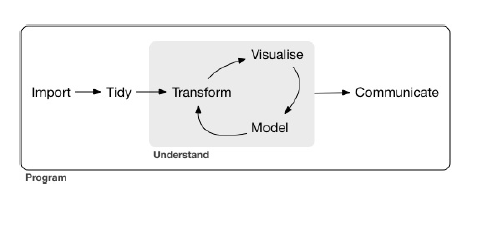 Visualise
Import
Tidy
Transform
Communicate
Model
Understand
Program